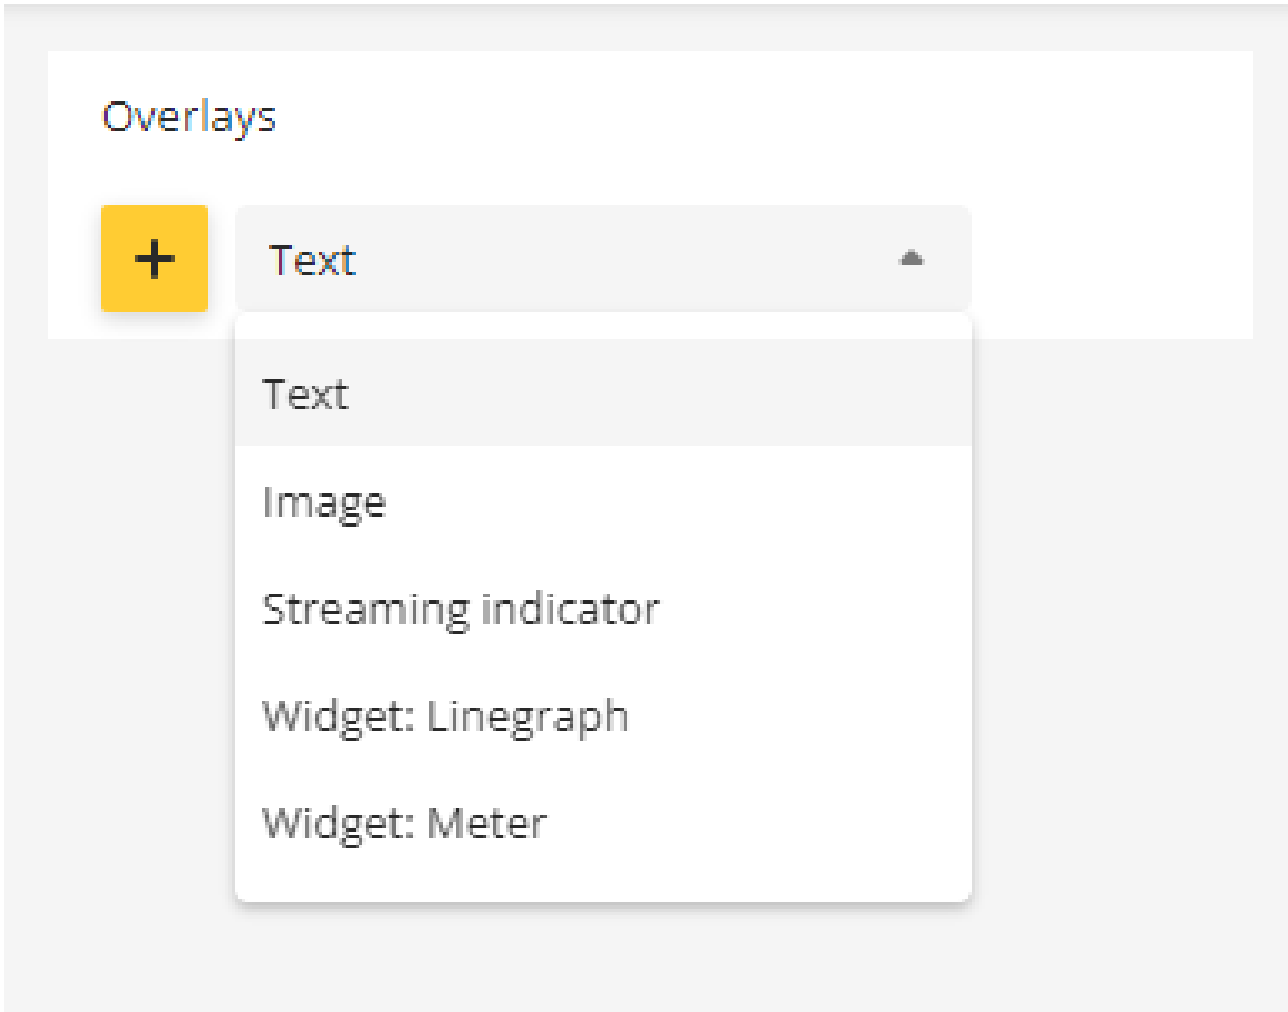 Overlays
+ Text
Text
Image
Streaming indicator
Widget: Linegraph
Widget: Meter